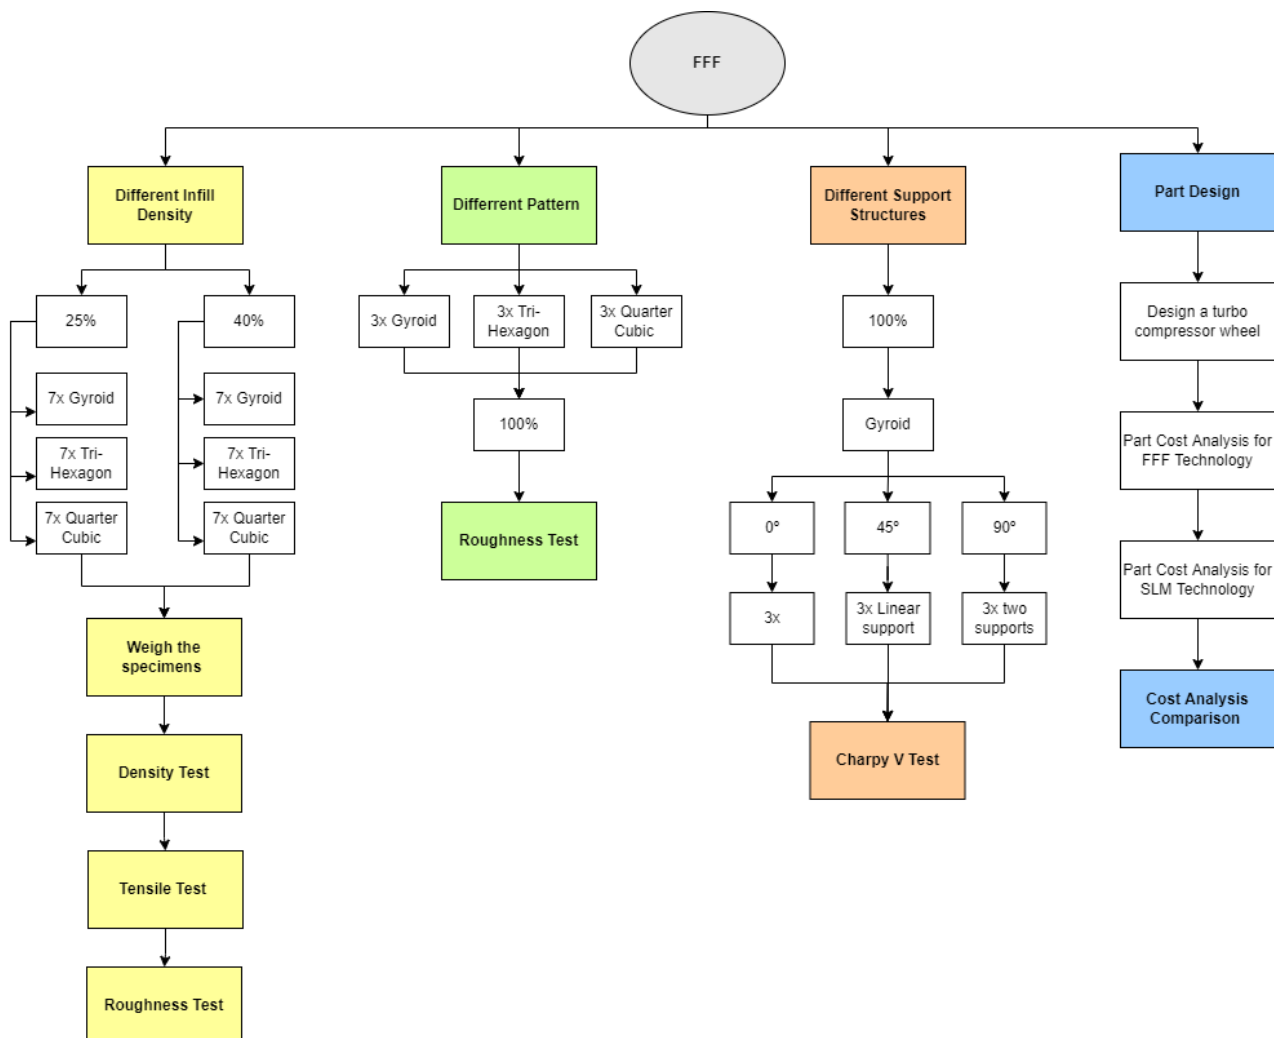 FFF
Different Infill
Density
Differrent Pattern
Different Support
Structures
Part Design
25%
40%
3x Gyroid
3x Tri-
Hexagon
3x Quarter
Cubic
100%
Design a turbo
compressor wheel
7x Gyroid
7x Gyroid
7x Tri-
Hexagon
7x Tri-
Hexagon
7x Quarter
Cubic
7x Quarter
Cubic
100%
Gyroid
Part Cost Analysis for
FFF Technology
Roughness Test
0º
45º
90º
Part Cost Analysis for
SLM Technology
3x
3x Linear
support
3x two
supports
Weigh the
specimens
Cost Analysis
Comparison
Density Test
Charpy V Test
Tensile Test
Roughness Test